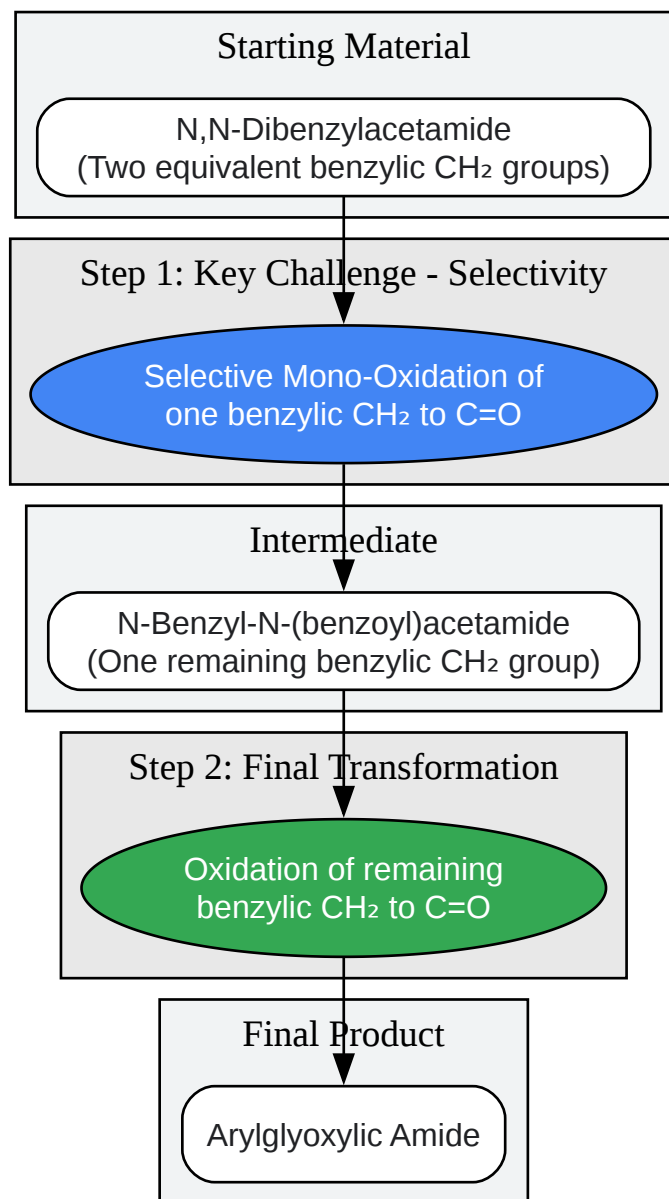 Starting Material
N,N-Dibenzylacetamide
(Two equivalent benzylic CH₂ groups)
Step 1: Key Challenge - Selectivity
Selective Mono-Oxidation of
one benzylic CH₂ to C=O
Intermediate
N-Benzyl-N-(benzoyl)acetamide
(One remaining benzylic CH₂ group)
Step 2: Final Transformation
Oxidation of remaining
benzylic CH₂ to C=O
Final Product
Arylglyoxylic Amide